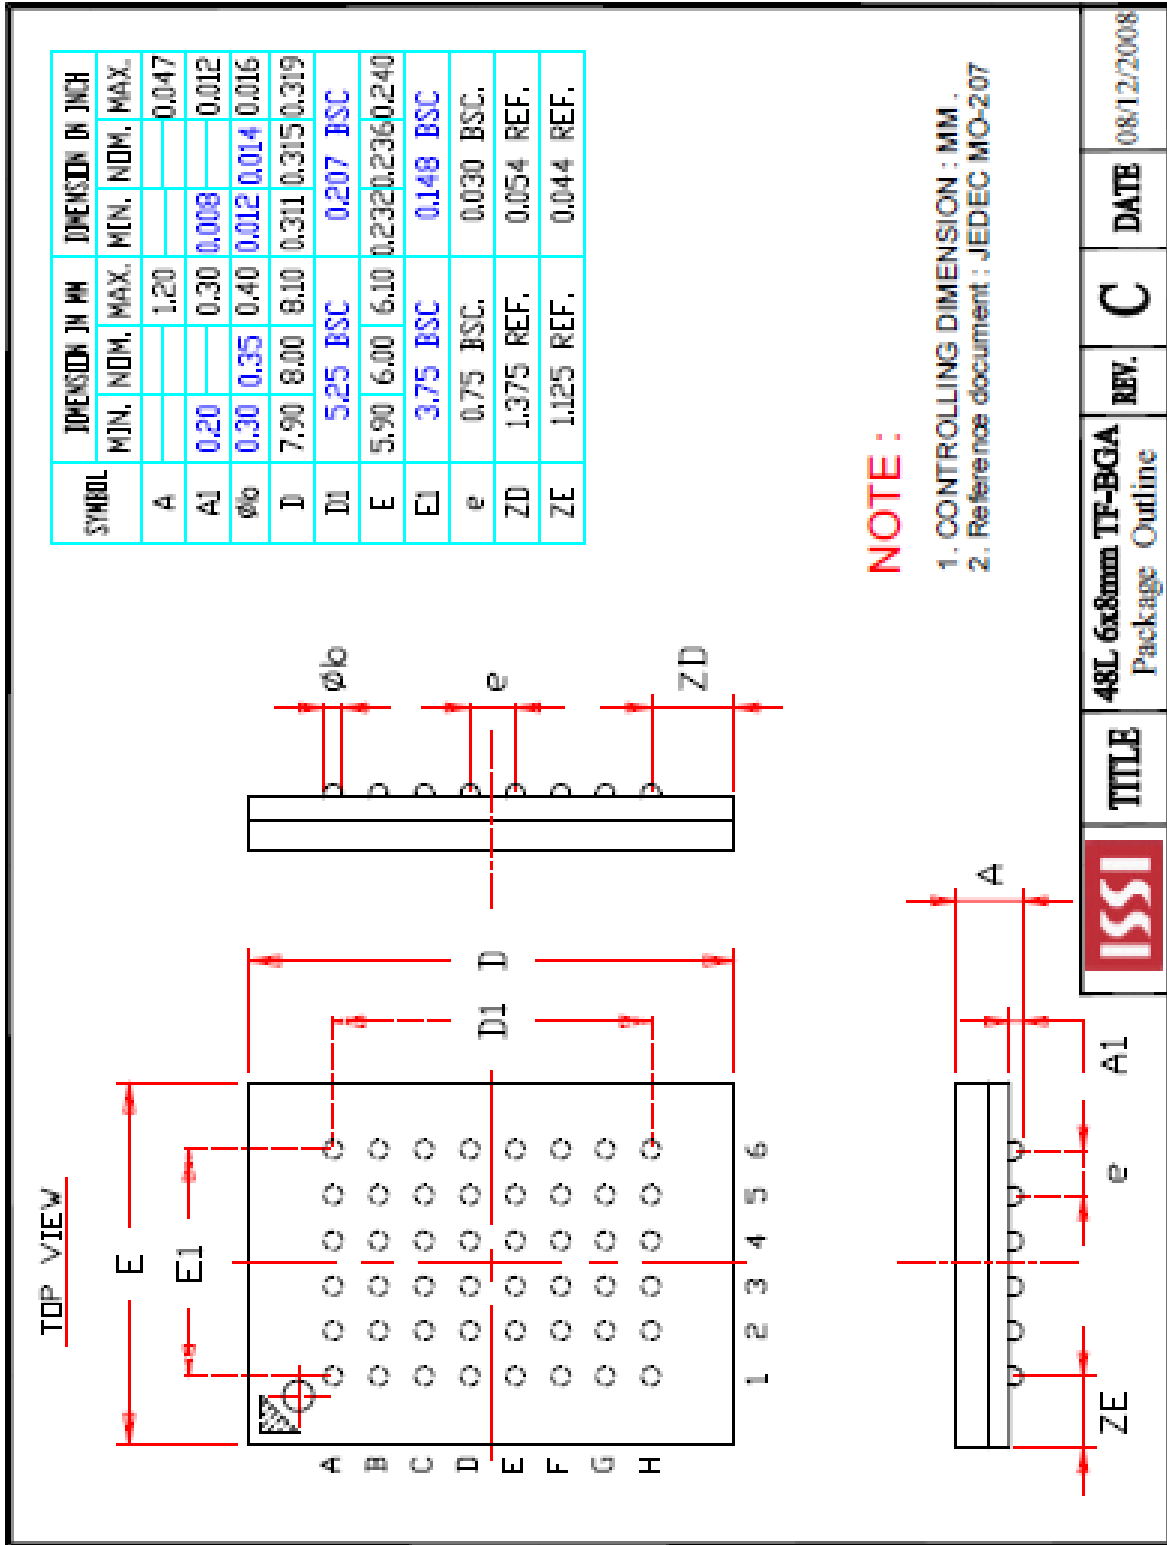 TOP VIEW
E
E1
D
D1
A
B
C
D
E
F
G
H
1 2 3 4 5 6
Øb
e
ZD
ZE
e
A1
A
SYMBOL DIMENSION IN MM DIMENSION IN INCH
MIN. NOM. MAX. MIN. NOM. MAX.
A 1.20 0.047
A1 0.20 0.30 0.008 0.012
Øb 0.30 0.35 0.40 0.012 0.014 0.016
D 7.90 8.00 8.10 0.311 0.315 0.319
D1 5.25 BSC 0.207 BSC
E 5.90 6.00 6.10 0.232 0.236 0.240
E1 3.75 BSC 0.148 BSC
e 0.75 BSC. 0.030 BSC.
ZD 1.375 REF. 0.054 REF.
ZE 1.125 REF. 0.044 REF.
NOTE :
1. CONTROLLING DIMENSION : MM .
2. Reference document : JEDEC MO-207
ISSI TITLE 48L 6x8mm TF-BGA
Package Outline
REV. C DATE 08/12/2008